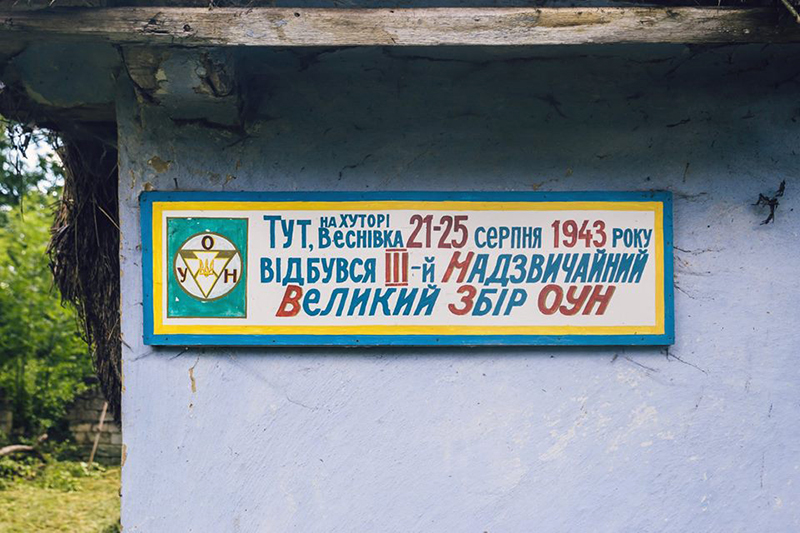 О
У Н
ТУТ, НА ХУТОРІ ВЕСНІВКА 21-25 СЕРПНЯ 1943 РОКУ
ВІДБУВСЯ III-Й НАДЗВИЧАЙНИЙ
ВЕЛИКИЙ ЗБІР ОУН